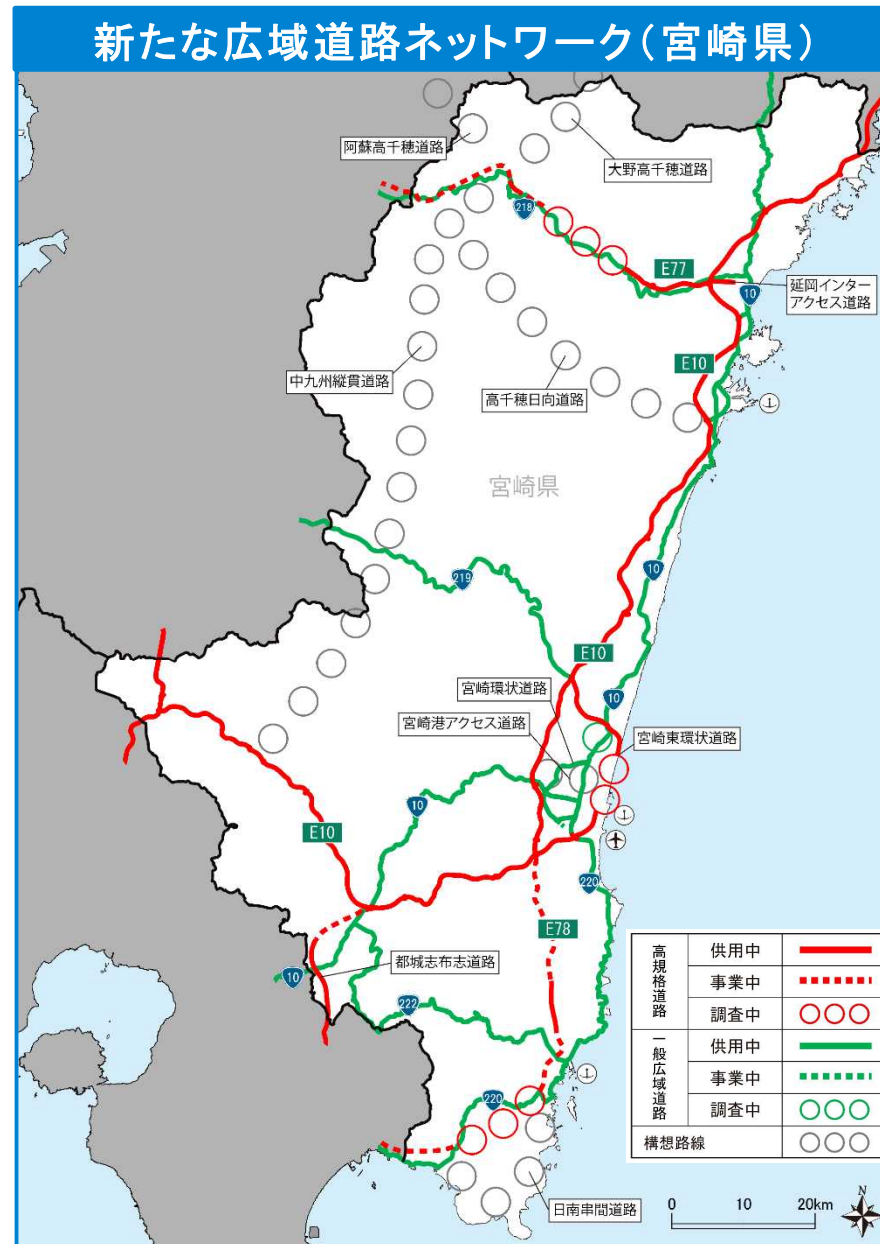 新たな広域道路ネットワーク(宮崎県)
阿蘇高千穂道路
大野高千穂道路
218
E77
延岡インター
アクセス道路
10
中九州縦貫道路
高千穂日向道路
E10
宮崎県
219
10
E10
宮崎環状道路
10
宮崎港アクセス道路
宮崎東環状道路
10
E10
220
E78
都城志布志道路
10
222
220
日南串間道路
高規格道路
供用中
事業中
調査中
一般広域道路
供用中
事業中
調査中
構想路線
0 10 20km
N